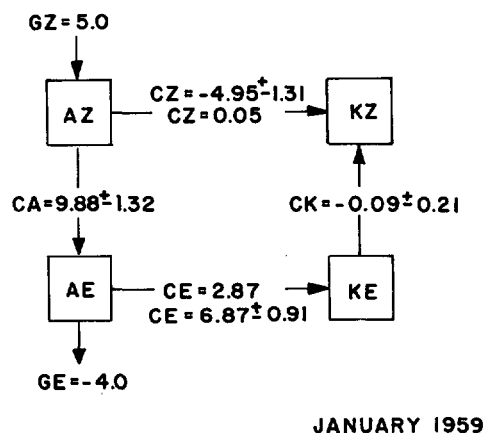 GZ=5.0
AZ
CZ=-4.95±1.31
CZ=0.05
KZ
CA=9.88±1.32
CK=-0.09±0.21
AE
CE=2.87
CE=6.87±0.91
KE
GE=-4.0
JANUARY 1959